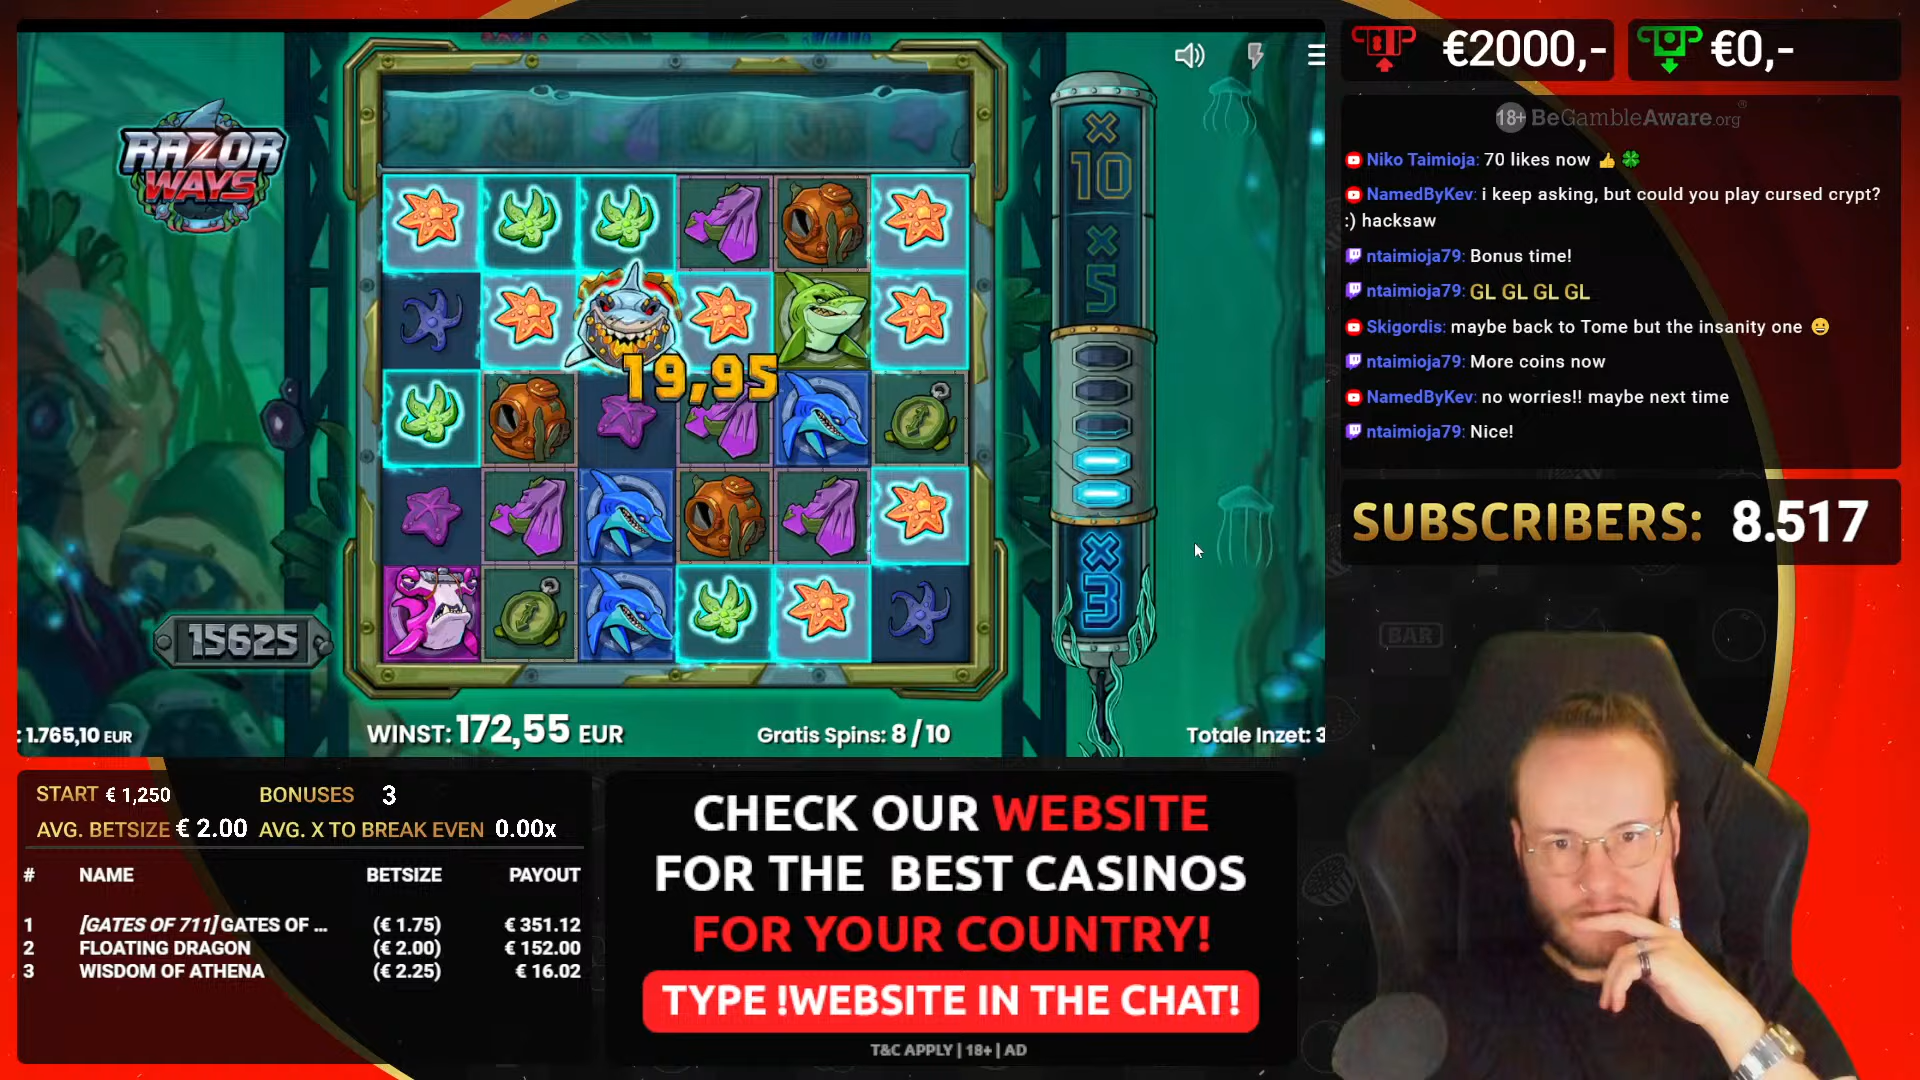 RAZOR
WAYS
x
10
x
5
x
3
19,95
15625
: 1.765,10 EUR
WINST: 172,55 EUR
Gratis Spins: 8 / 10
Totale Inzet: 3
€2000,-
€0,-
18+ BeGambleAware.org
Niko Taimioja: 70 likes now
NamedByKev: i keep asking, but could you play cursed crypt?
:) hacksaw
ntaimioja79: Bonus time!
ntaimioja79: GL GL GL GL
Skigordis: maybe back to Tome but the insanity one
ntaimioja79: More coins now
NamedByKev: no worries!! maybe next time
ntaimioja79: Nice!
SUBSCRIBERS: 8.517
BAR
START € 1,250 BONUSES 3
AVG. BETSIZE € 2.00 AVG. X TO BREAK EVEN 0.00x
# NAME BETSIZE PAYOUT
1 [GATES OF 711] GATES OF ... (€ 1.75) € 351.12
2 FLOATING DRAGON (€ 2.00) € 152.00
3 WISDOM OF ATHENA (€ 2.25) € 16.02
CHECK OUR WEBSITE
FOR THE BEST CASINOS
FOR YOUR COUNTRY!
TYPE !WEBSITE IN THE CHAT!
T&C APPLY | 18+ | AD